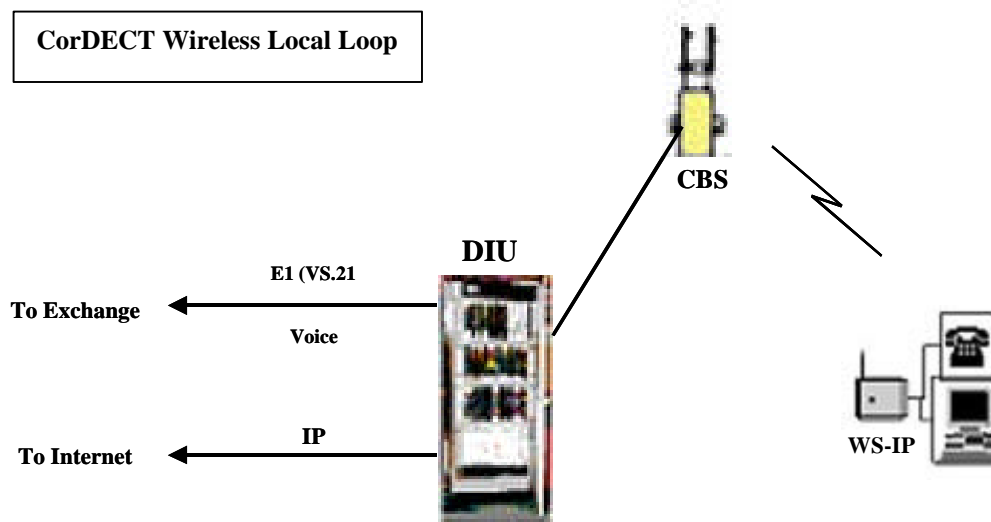 CorDECT Wireless Local Loop
CBS
DIU
E1 (VS.21
To Exchange
Voice
IP
To Internet
WS-IP